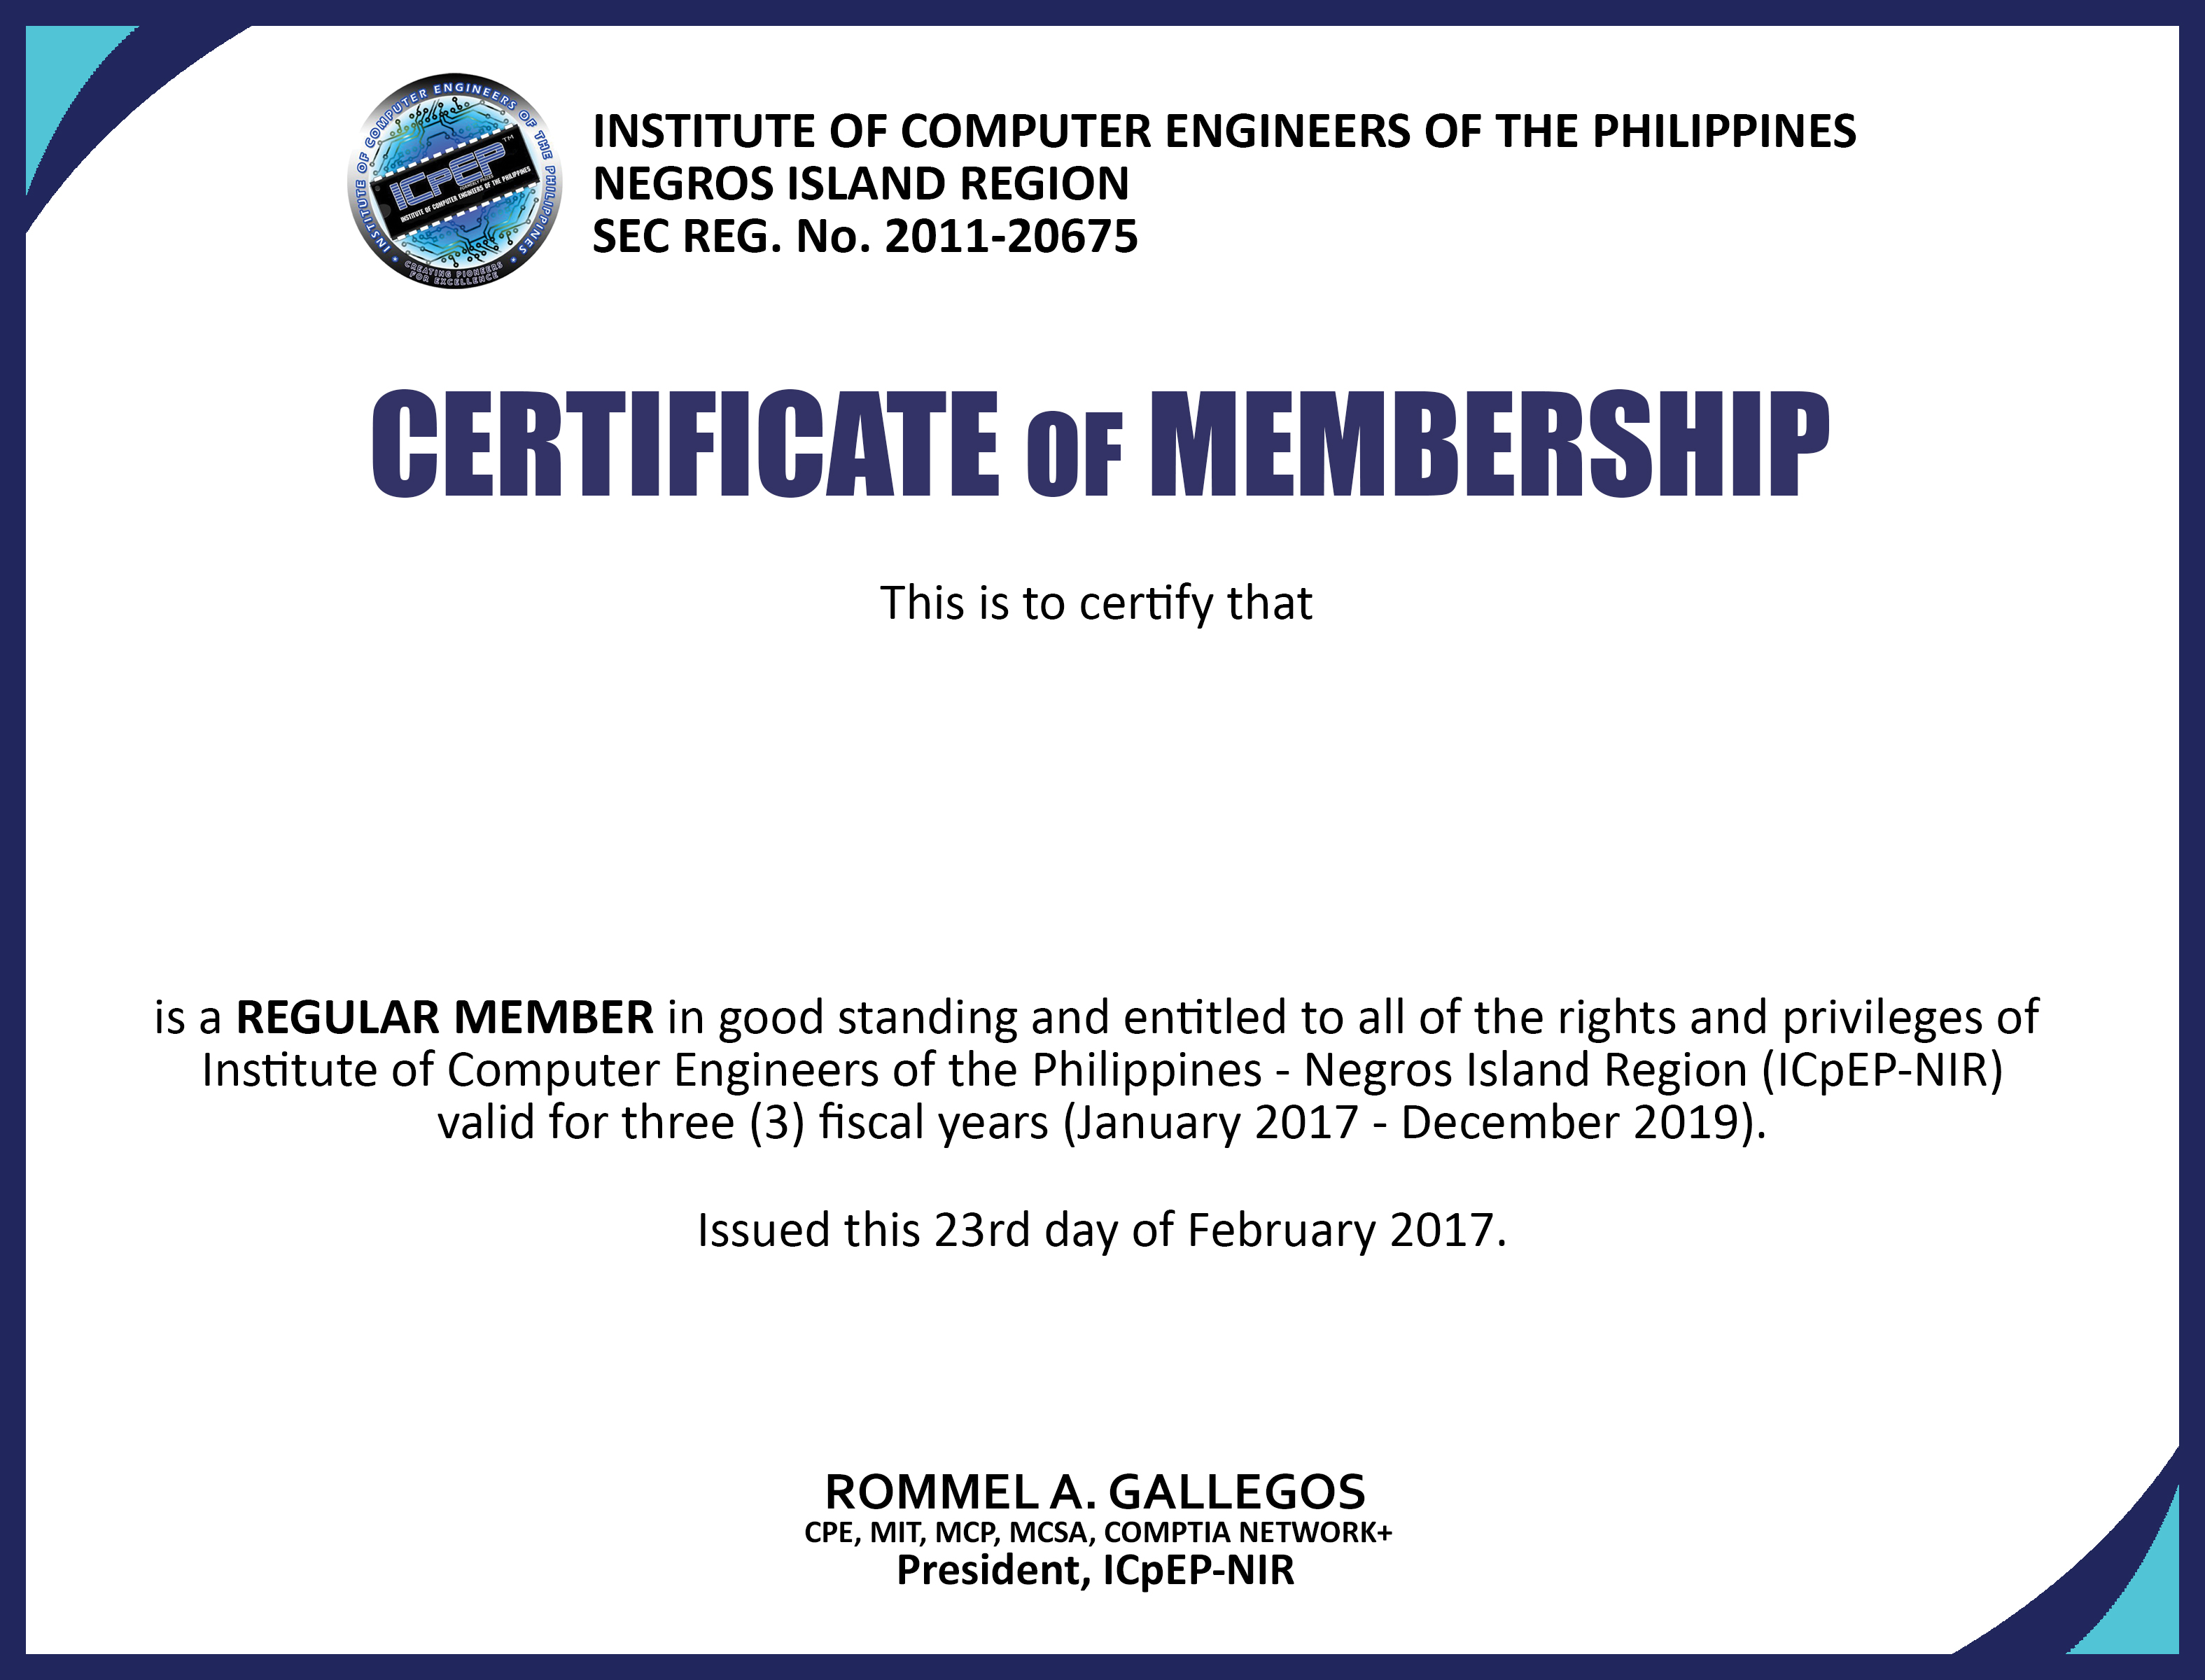 INSTITUTE OF COMPUTER ENGINEERS OF THE PHILIPPINES
CREATING PIONEERS
FOR EXCELLENCE
ICpEP™
INSTITUTE OF COMPUTER ENGINEERS OF THE PHILIPPINES
INSTITUTE OF COMPUTER ENGINEERS OF THE PHILIPPINES
NEGROS ISLAND REGION
SEC REG. No. 2011-20675
CERTIFICATE OF MEMBERSHIP
This is to certify that
is a REGULAR MEMBER in good standing and entitled to all of the rights and privileges of
Institute of Computer Engineers of the Philippines - Negros Island Region (ICpEP-NIR)
valid for three (3) fiscal years (January 2017 - December 2019).
Issued this 23rd day of February 2017.
ROMMEL A. GALLEGOS
CPE, MIT, MCP, MCSA, COMPTIA NETWORK+
President, ICpEP-NIR